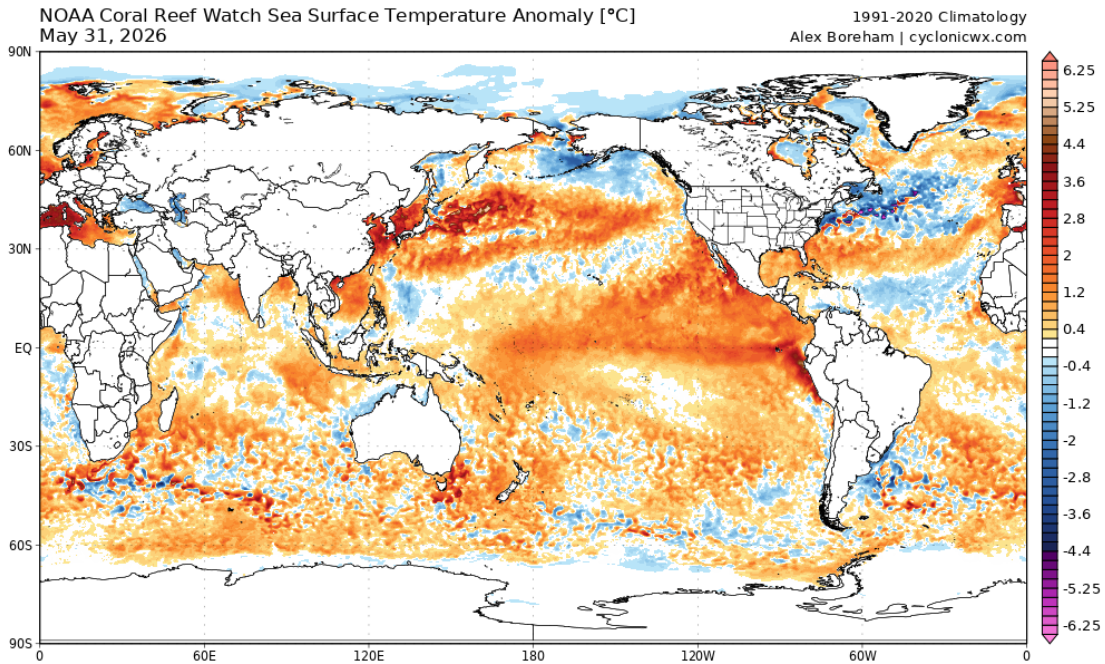 NOAA Coral Reef Watch Sea Surface Temperature Anomaly [°C]
May 31, 2026
1991-2020 Climatology
Alex Boreham | cyclonicwx.com
90N
60N
30N
EQ
30S
60S
90S
0
60E
120E
180
120W
60W
0
6.25
5.25
4.4
3.6
2.8
2
1.2
0.4
-0.4
-1.2
-2
-2.8
-3.6
-4.4
-5.25
-6.25